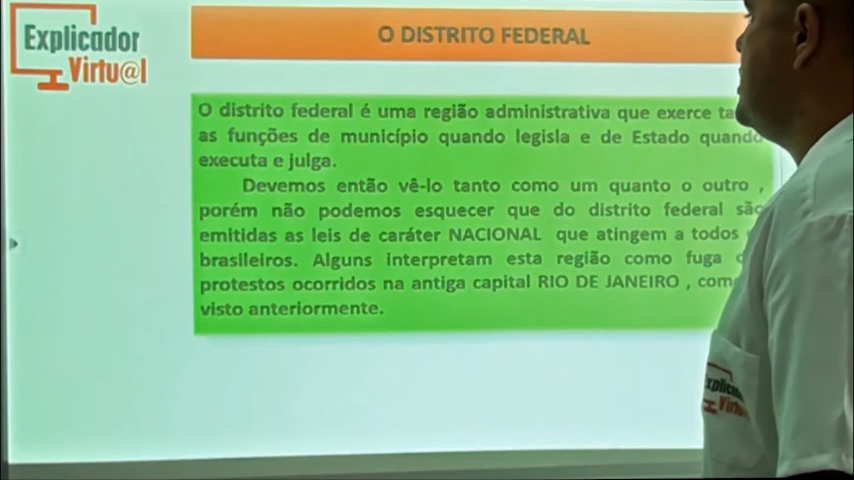 Explicador
Virtu@l
O DISTRITO FEDERAL
O distrito federal é uma região administrativa que exerce
as funções de município quando legisla e de Estado quando
executa e julga.
Devemos então vê-lo tanto como um quanto o outro ,
porém não podemos esquecer que do distrito federal são
emitidas as leis de caráter NACIONAL que atingem a todos
brasileiros. Alguns interpretam esta região como fuga
protestos ocorridos na antiga capital RIO DE JANEIRO ,
visto anteriormente.